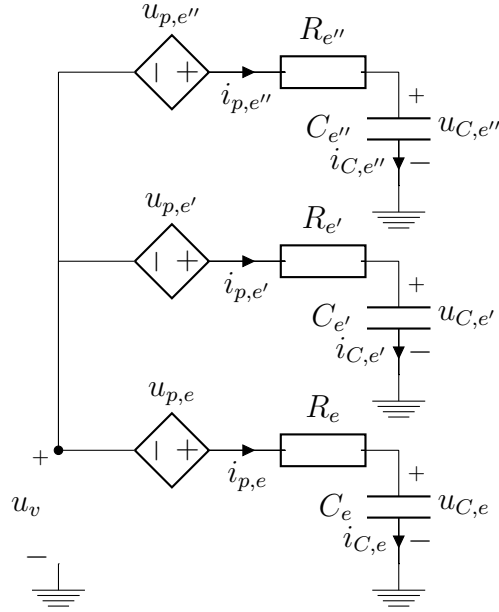 u_{p,e''}
R_{e''}
− +
i_{p,e''}
+
C_{e''} u_{C,e''}
i_{C,e''} −
u_{p,e'}
R_{e'}
− +
i_{p,e'}
+
C_{e'} u_{C,e'}
i_{C,e'} −
u_{p,e}
R_e
− +
+
i_{p,e}
+
u_v C_e u_{C,e}
i_{C,e} −
−